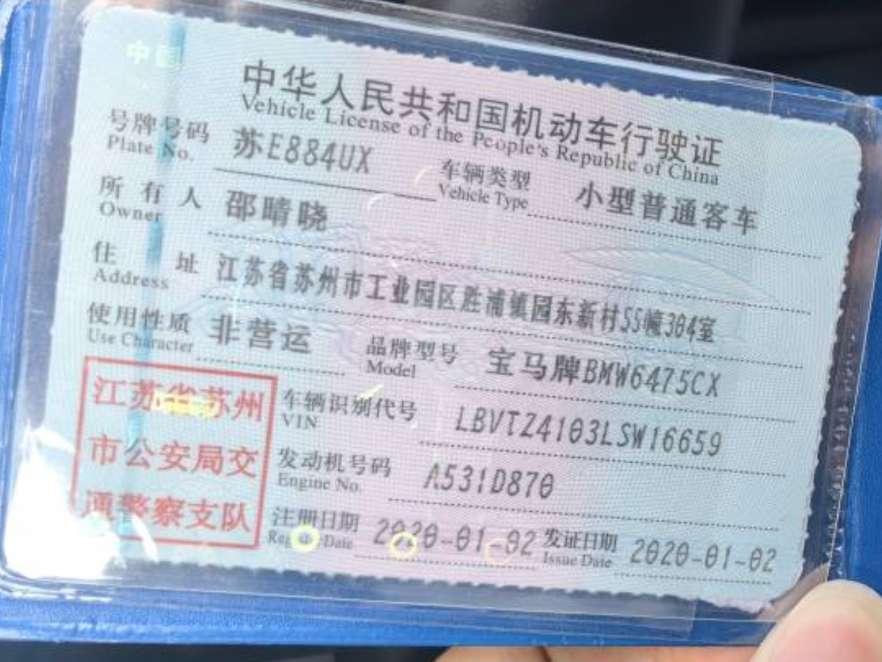 中国
中华人民共和国机动车行驶证
Vehicle License of the People's Republic of China
号牌号码 苏E884UX 车辆类型 小型普通客车
Plate No. Vehicle Type
所有人 邵晴晓
Owner
住址 江苏省苏州市工业园区胜浦镇园东新村55幢304室
Address
使用性质 非营运 品牌型号 宝马牌BMW6475CX
Use Character Model
江苏省苏州
市公安局交
通警察支队
车辆识别代号 LBVTZ4103LSW16659
VIN
发动机号码 A531D870
Engine No.
注册日期 2020-01-02 发证日期 2020-01-02
Register Date Issue Date